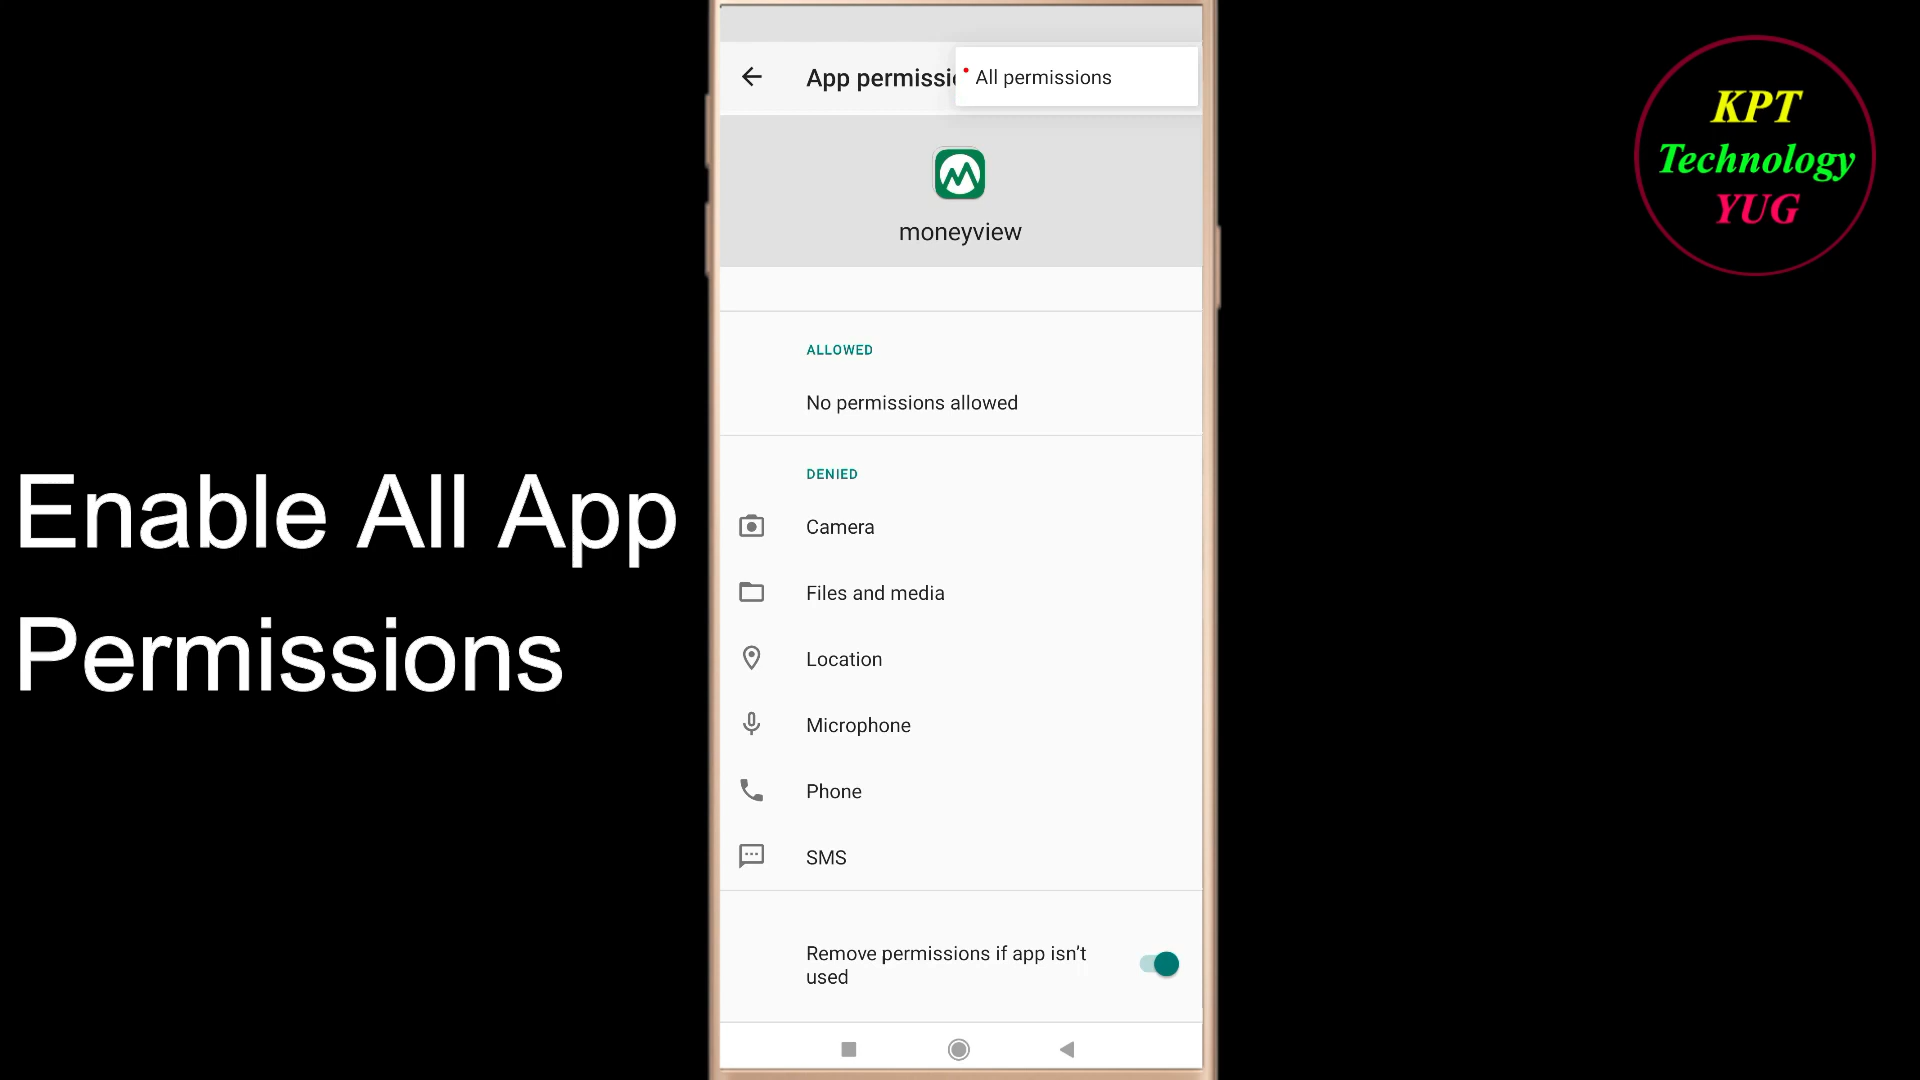 App permissi
All permissions
moneyview
ALLOWED
No permissions allowed
DENIED
Camera
Files and media
Location
Microphone
Phone
SMS
Remove permissions if app isn’t
used
Enable All App
Permissions
KPT
Technology
YUG